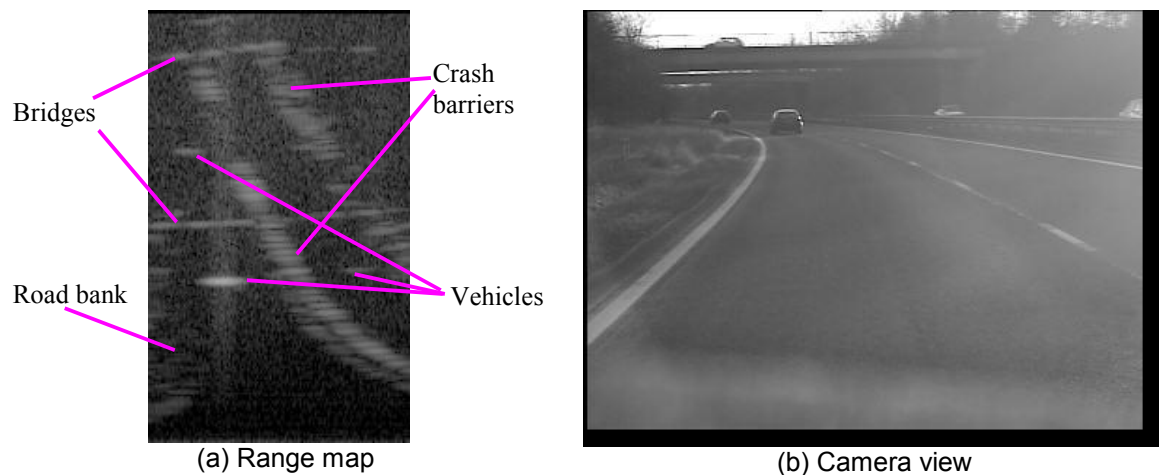 Bridges
Crash
barriers
Road bank
Vehicles
(a) Range map
(b) Camera view